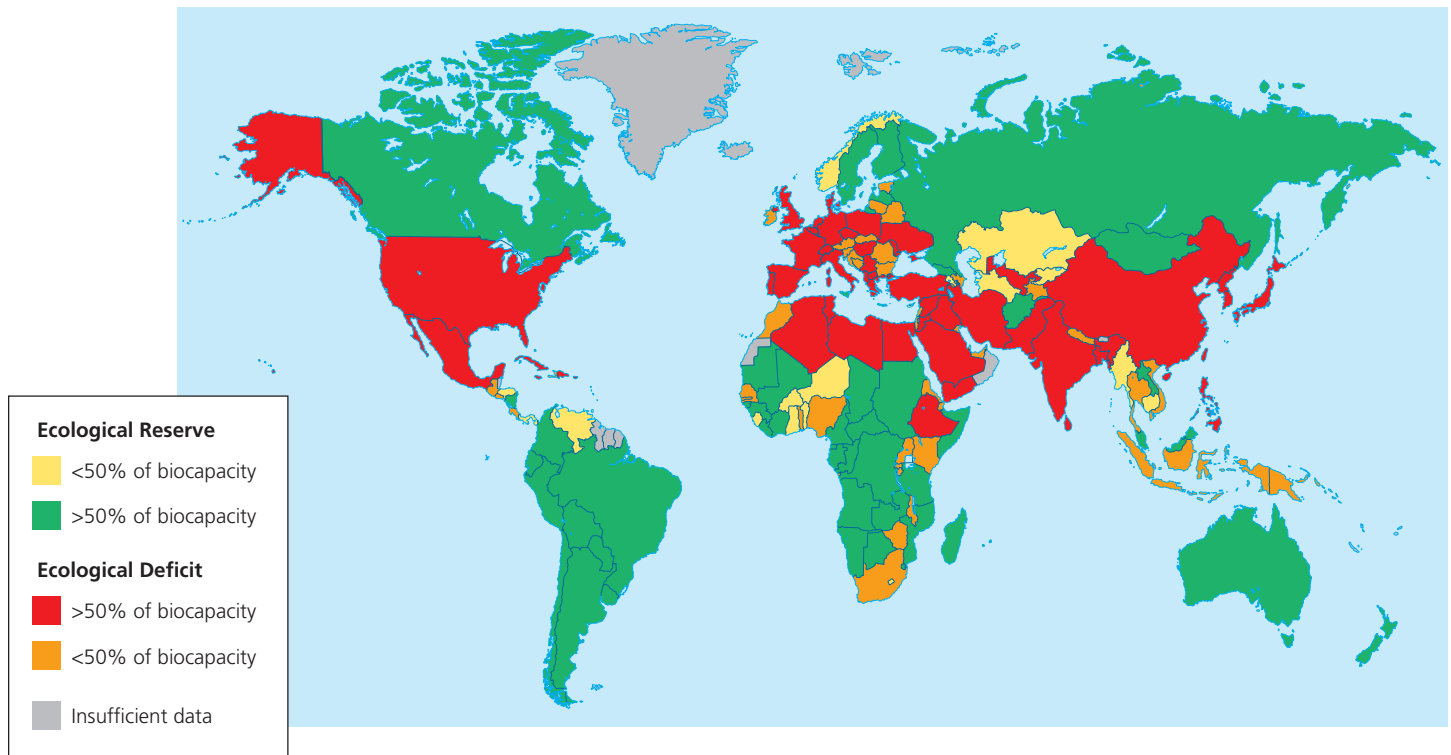 Ecological Reserve
<50% of biocapacity
>50% of biocapacity
Ecological Deficit
>50% of biocapacity
<50% of biocapacity
Insufficient data